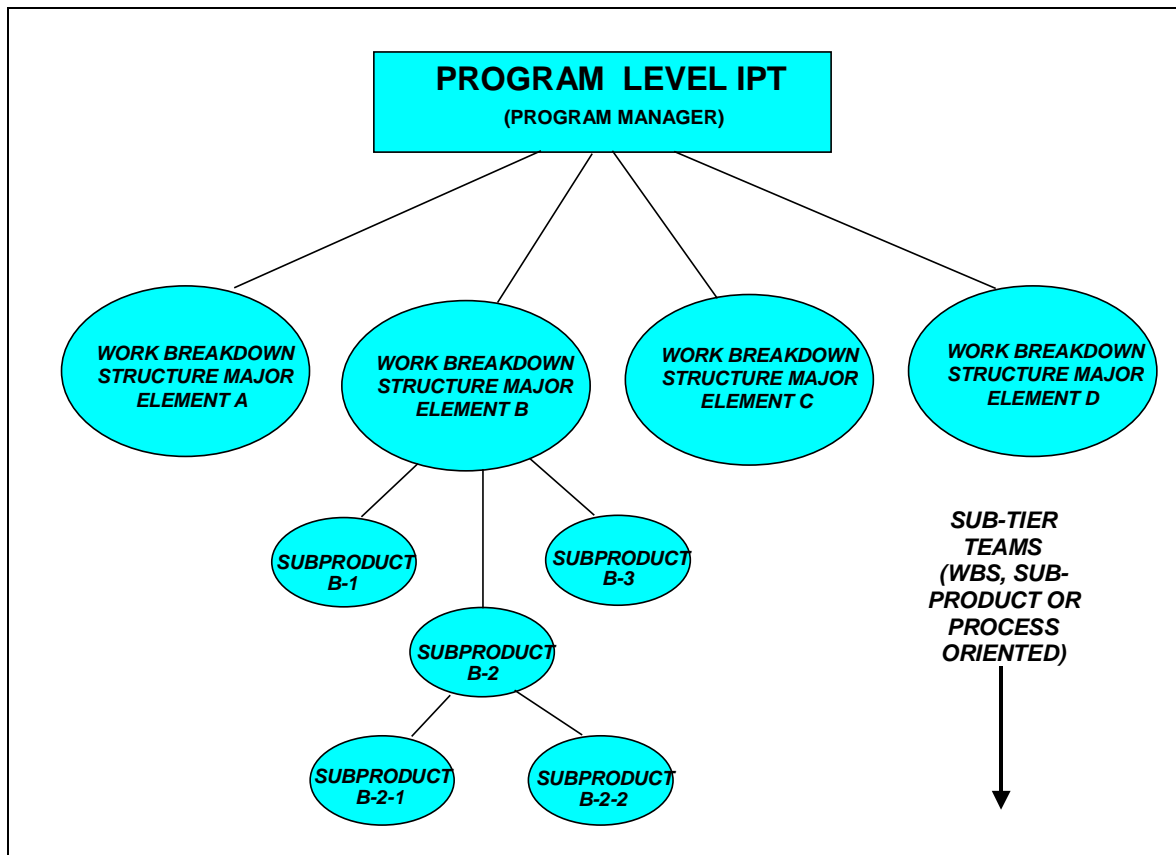 PROGRAM LEVEL IPT
(PROGRAM MANAGER)
WORK BREAKDOWN
STRUCTURE MAJOR
ELEMENT A
WORK BREAKDOWN
STRUCTURE MAJOR
ELEMENT B
WORK BREAKDOWN
STRUCTURE MAJOR
ELEMENT C
WORK BREAKDOWN
STRUCTURE MAJOR
ELEMENT D
SUBPRODUCT
B-1
SUBPRODUCT
B-3
SUBPRODUCT
B-2
SUBPRODUCT
B-2-1
SUBPRODUCT
B-2-2
SUB-TIER
TEAMS
(WBS, SUB-
PRODUCT OR
PROCESS
ORIENTED)